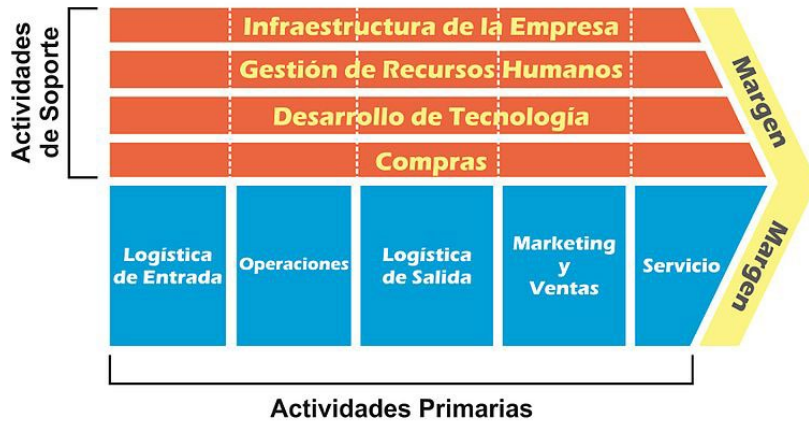 Actividades
de Soporte
Infraestructura de la Empresa
Gestión de Recursos Humanos
Desarrollo de Tecnología
Compras
Margen
Logística
de Entrada
Operaciones
Logística
de Salida
Marketing
y
Ventas
Servicio
Margen
Actividades Primarias